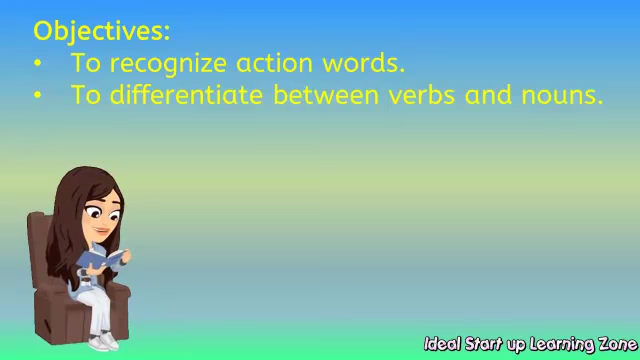 Objectives:
• To recognize action words.
• To differentiate between verbs and nouns.
Ideal Start up Learning Zone